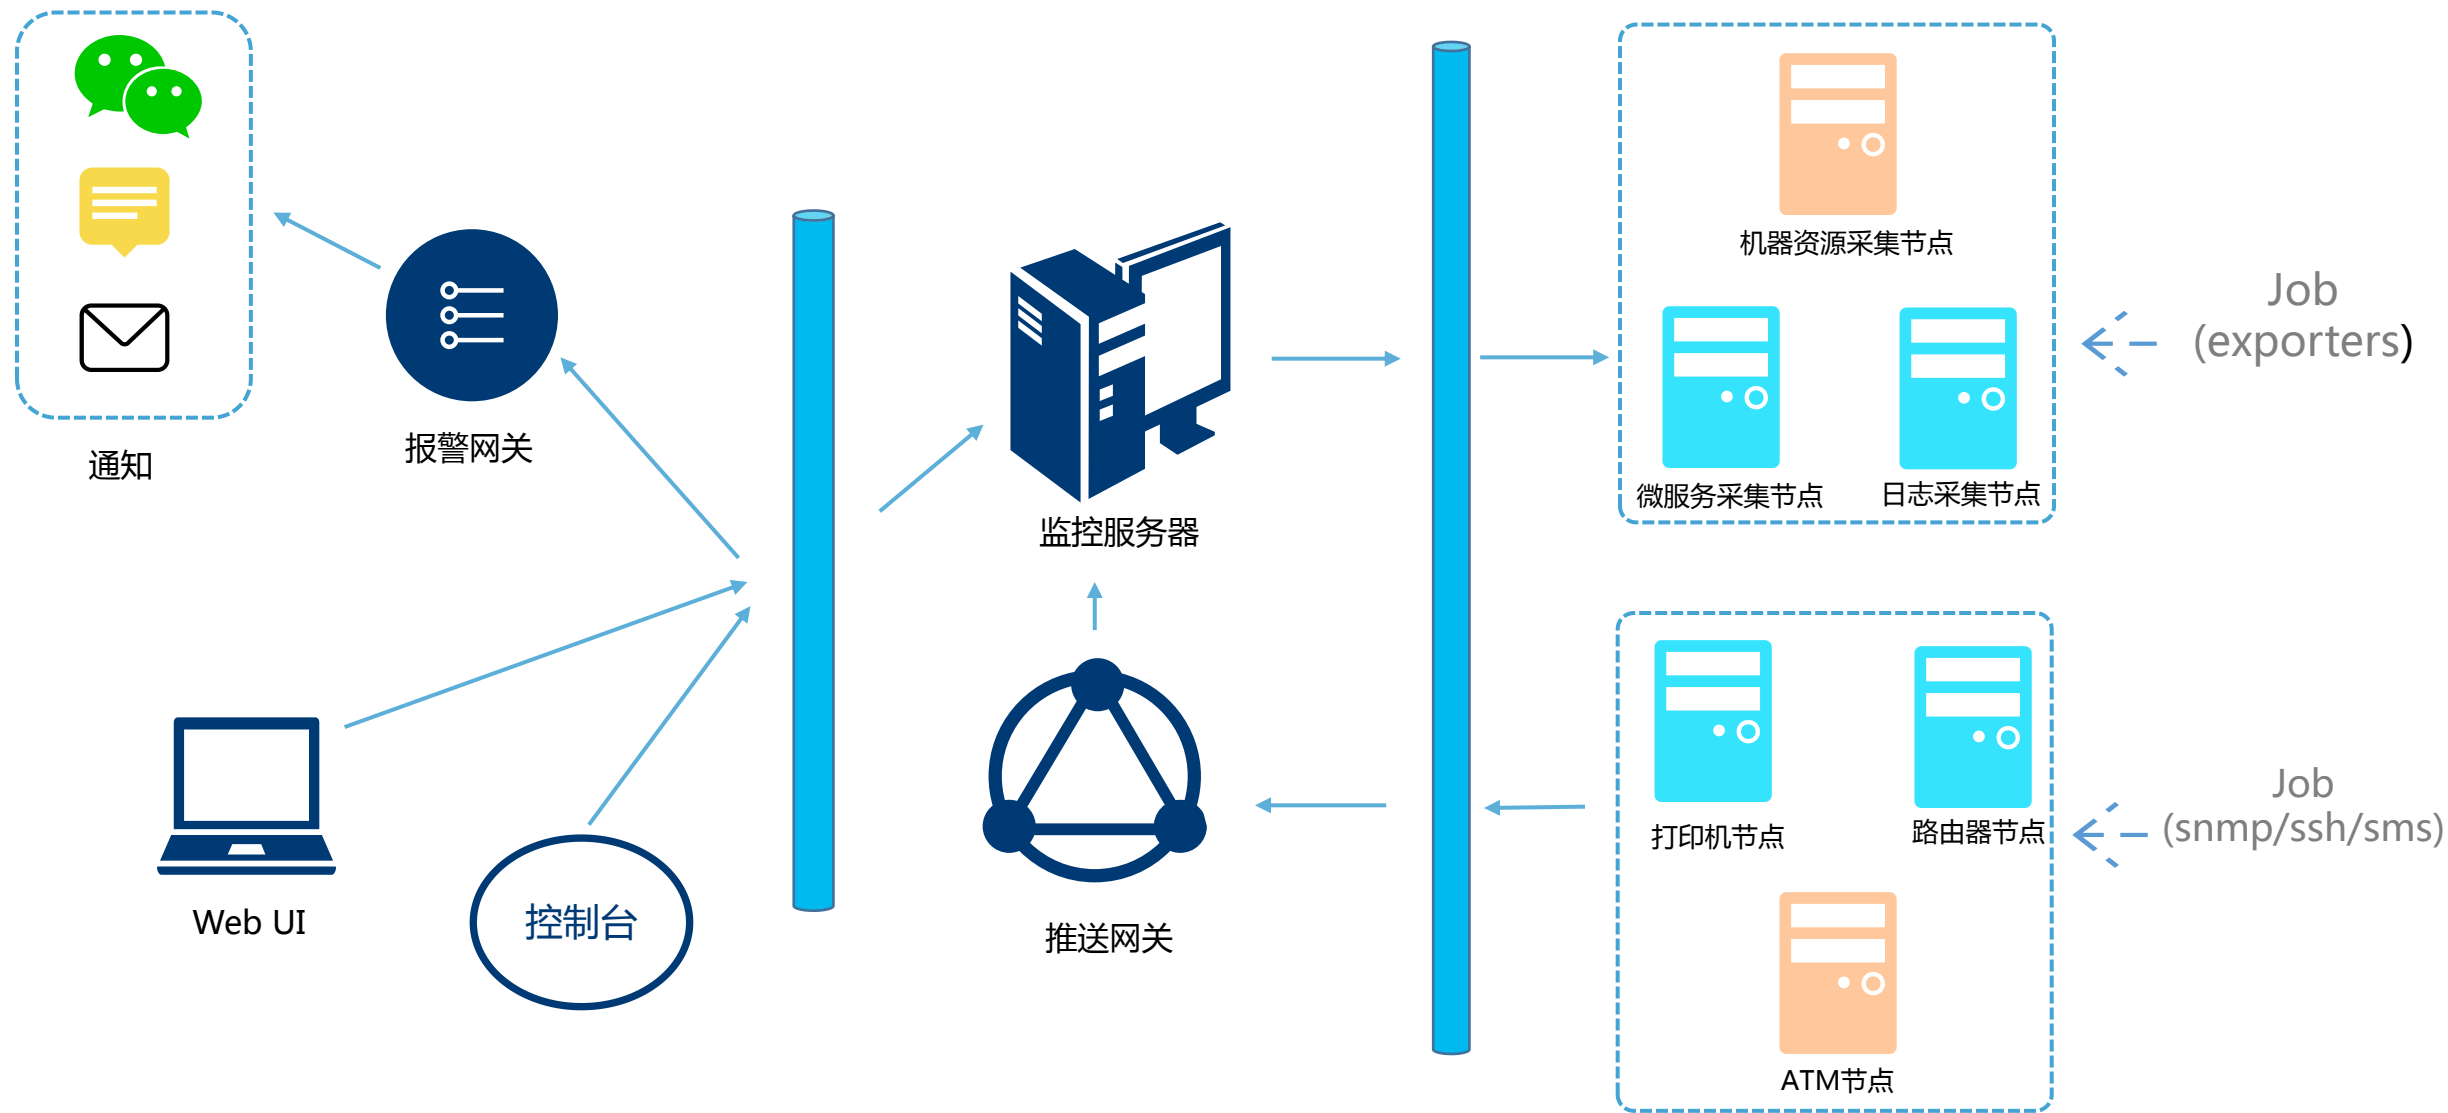 机器资源采集节点
Job
(exporters)
微服务采集节点
日志采集节点
报警网关
通知
监控服务器
Job
(snmp/ssh/sms)
打印机节点
路由器节点
Web UI
控制台
推送网关
ATM节点